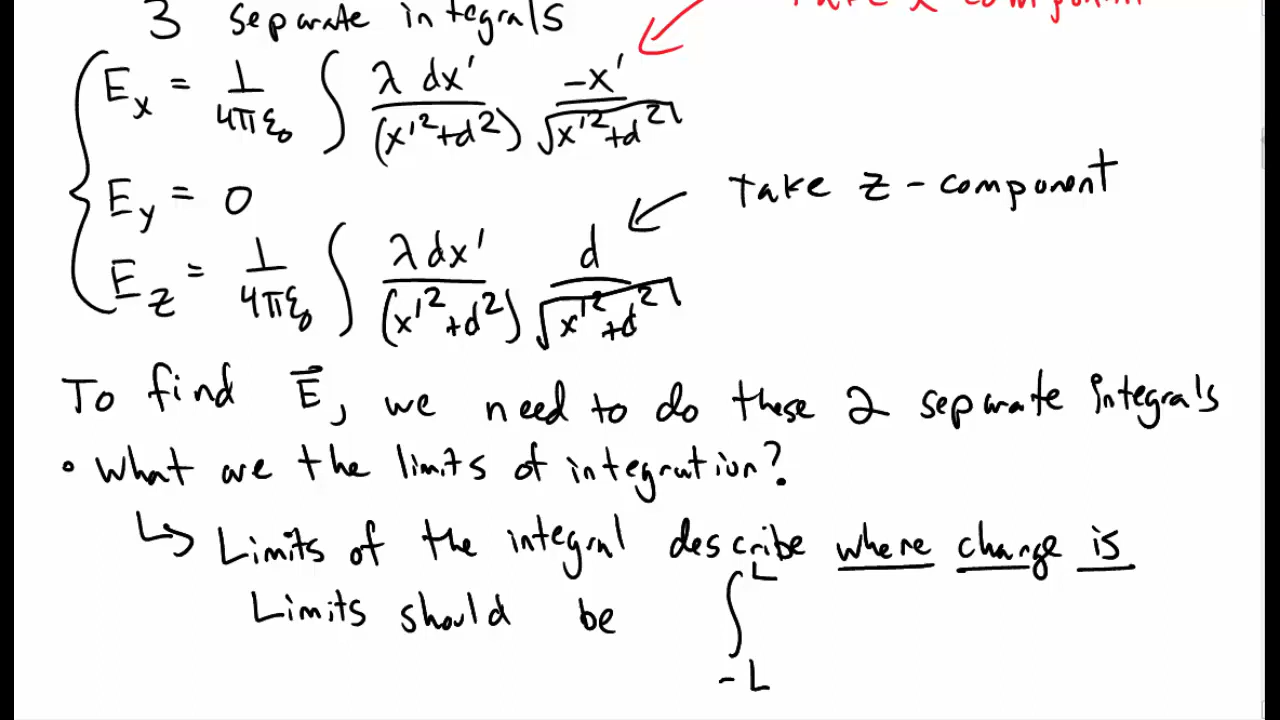 3 separate integrals
take x component
Ex = 1/4πε0 ∫ λ dx'/(x'²+d²) -x'/√(x'²+d²)
Ey = 0
take z-component
Ez = 1/4πε0 ∫ λ dx'/(x'²+d²) d/√(x'²+d²)
To find E⃗, we need to do these 2 separate integrals
• what are the limits of integration?
↳ Limits of the integral describe where charge is
Limits should be ∫_{-L}^{L}